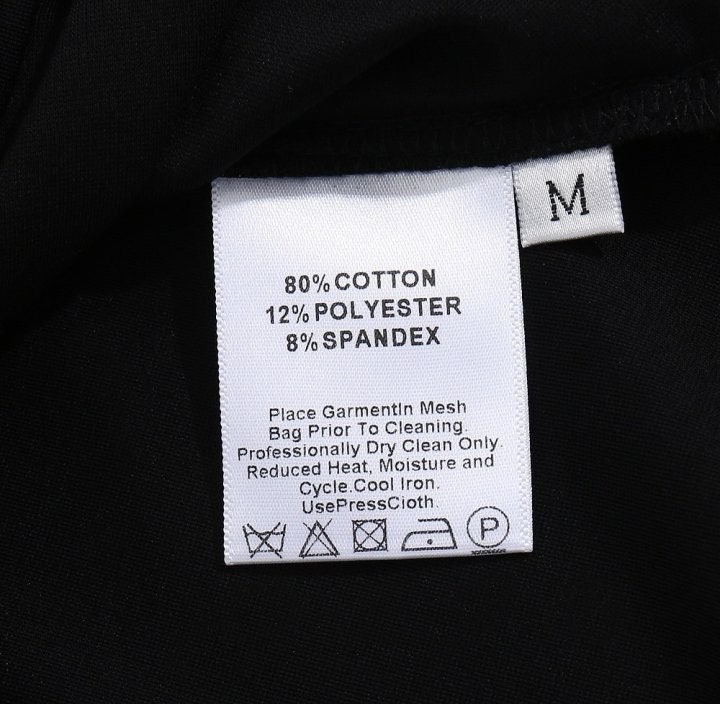 M
80% COTTON
12% POLYESTER
8% SPANDEX
Place GarmentIn Mesh
Bag Prior To Cleaning.
Professionally Dry Clean Only.
Reduced Heat, Moisture and
Cycle.Cool Iron.
UsePressCloth.
P